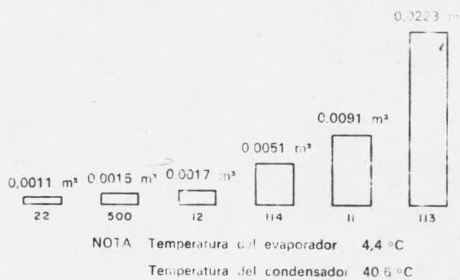 0,0223 m³
0,0091 m³
0,0051 m³
0,0011 m³ 0,0015 m³ 0,0017 m³
22 500 12 114 11 113
NOTA Temperatura del evaporador 4,4 °C
Temperatura del condensador 40,6 °C